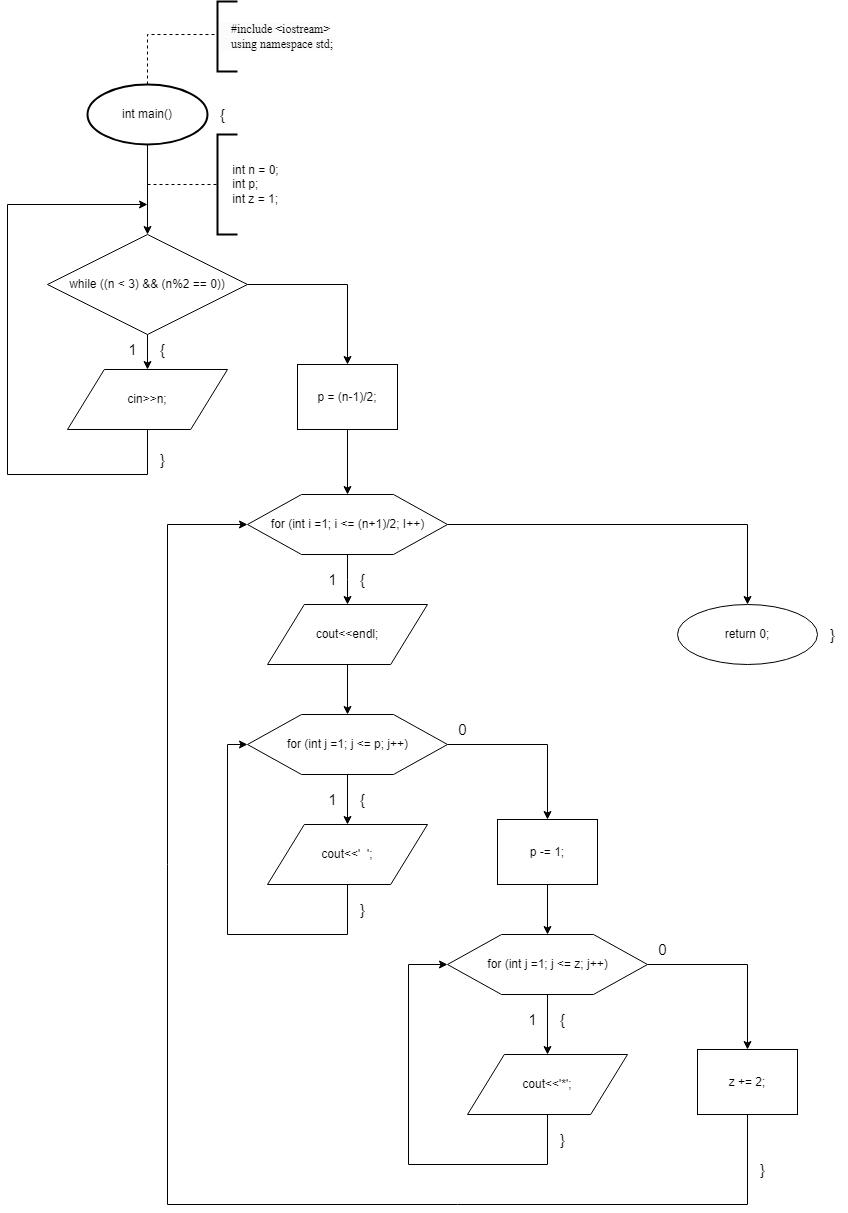 #include <iostream>
using namespace std;
int main()
{
int n = 0;
int p;
int z = 1;
while ((n < 3) && (n%2 == 0))
1
{
cin>>n;
p = (n-1)/2;
}
for (int i =1; i <= (n+1)/2; I++)
1
{
cout<<endl;
return 0;
}
for (int j =1; j <= p; j++)
0
1
{
cout<<'  ';
p -= 1;
}
for (int j =1; j <= z; j++)
0
1
{
cout<<'*';
z += 2;
}
}